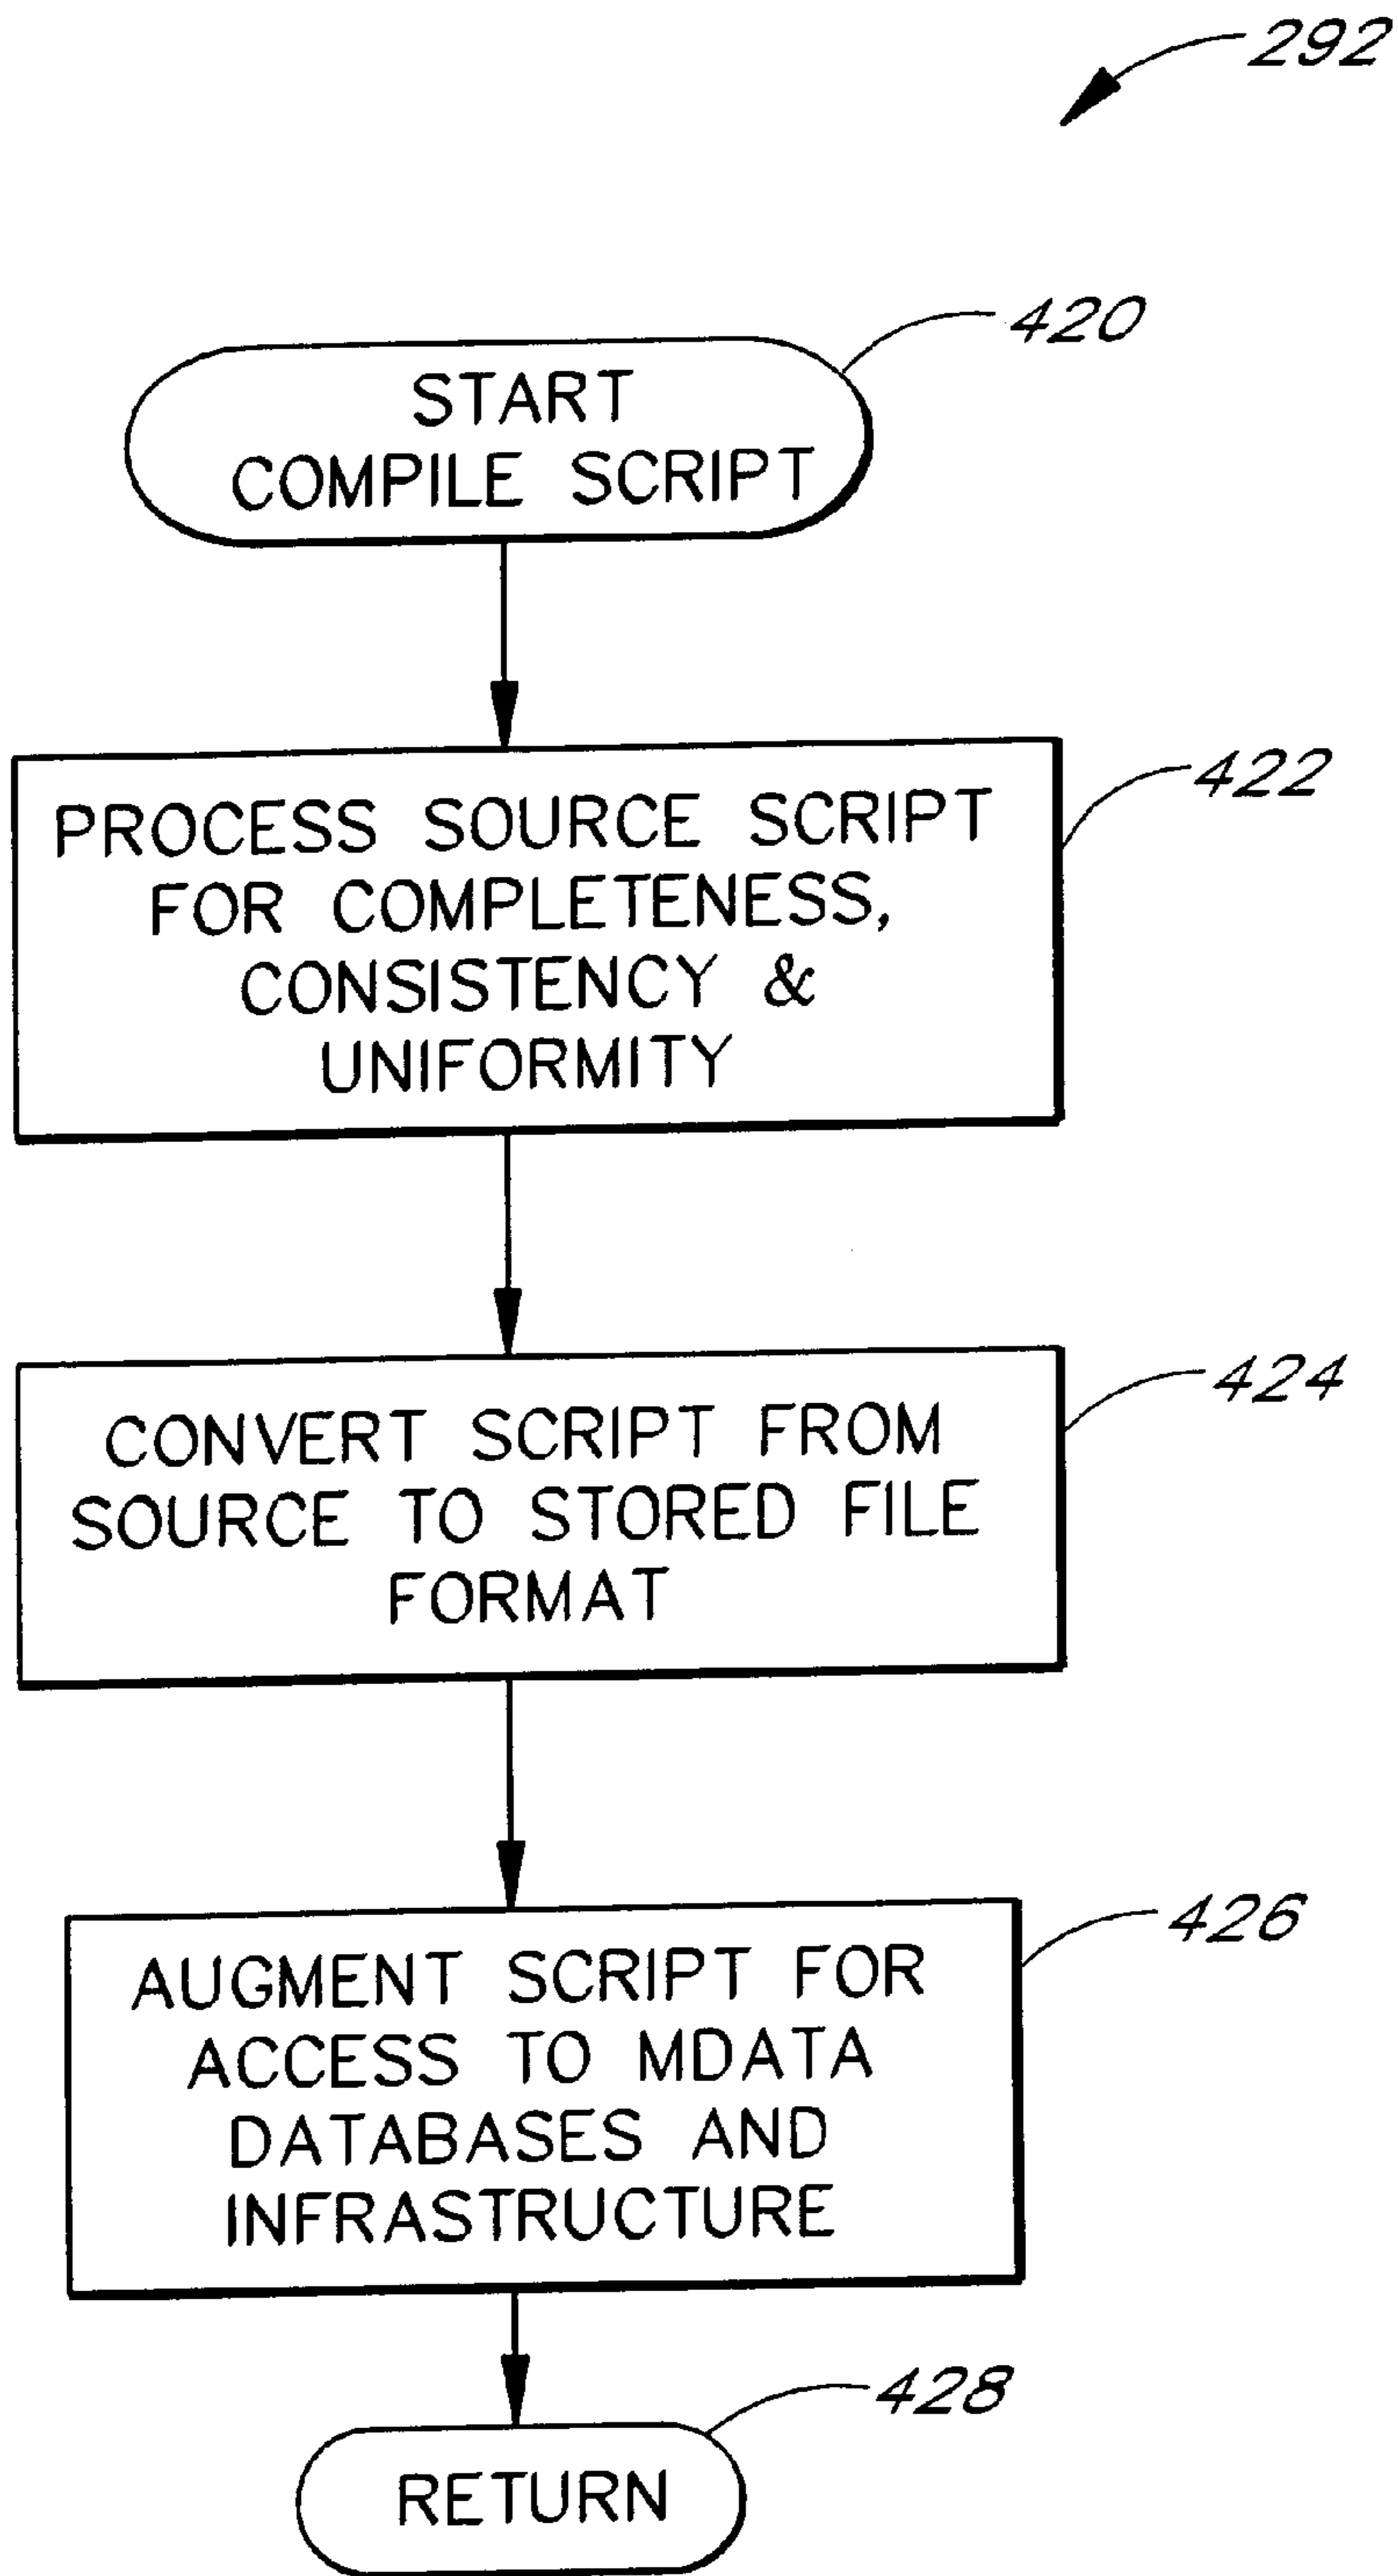 292
420
START
COMPILE SCRIPT
422
PROCESS SOURCE SCRIPT
FOR COMPLETENESS,
CONSISTENCY &
UNIFORMITY
424
CONVERT SCRIPT FROM
SOURCE TO STORED FILE
FORMAT
426
AUGMENT SCRIPT FOR
ACCESS TO MDATA
DATABASES AND
INFRASTRUCTURE
428
RETURN